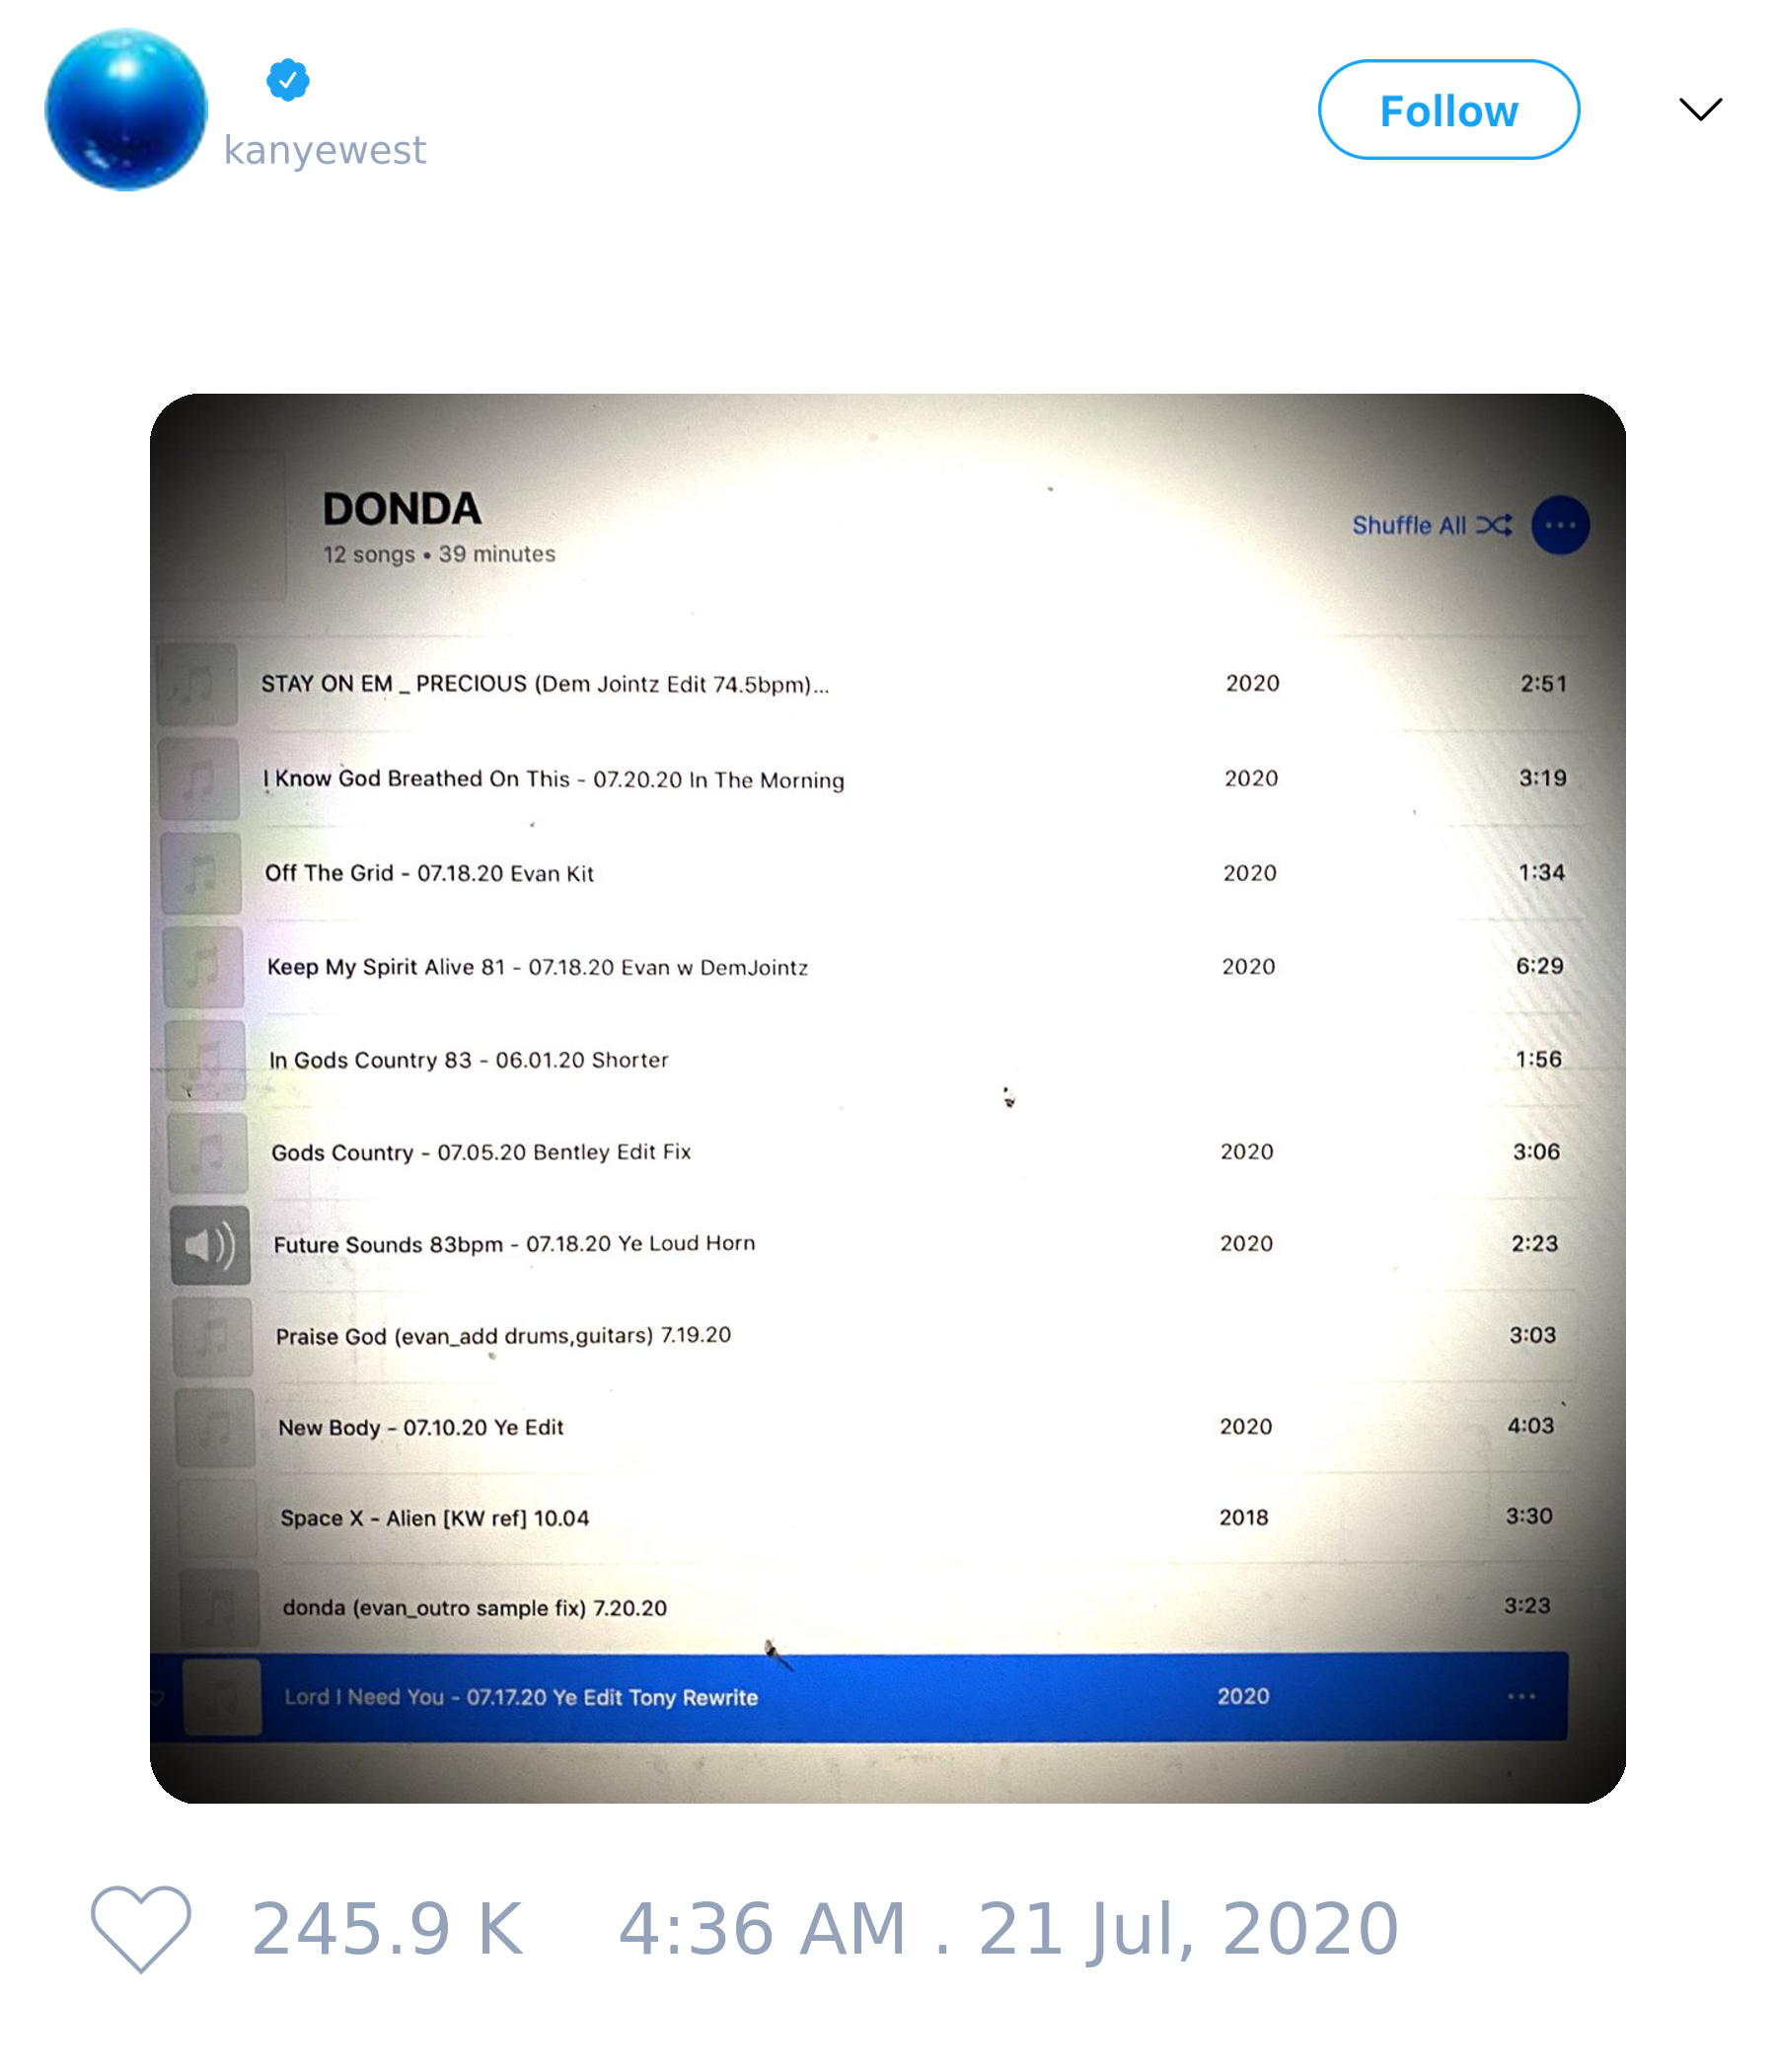 kanyewest
Follow
DONDA
12 songs • 39 minutes
Shuffle All
STAY ON EM _ PRECIOUS (Dem Jointz Edit 74.5bpm)... 2020 2:51
I Know God Breathed On This - 07.20.20 In The Morning 2020 3:19
Off The Grid - 07.18.20 Evan Kit 2020 1:34
Keep My Spirit Alive 81 - 07.18.20 Evan w DemJointz 2020 6:29
In Gods Country 83 - 06.01.20 Shorter 1:56
Gods Country - 07.05.20 Bentley Edit Fix 2020 3:06
Future Sounds 83bpm - 07.18.20 Ye Loud Horn 2020 2:23
Praise God (evan_add drums,guitars) 7.19.20 3:03
New Body - 07.10.20 Ye Edit 2020 4:03
Space X - Alien [KW ref] 10.04 2018 3:30
donda (evan_outro sample fix) 7.20.20 3:23
Lord I Need You - 07.17.20 Ye Edit Tony Rewrite 2020 ...
245.9 K 4:36 AM . 21 Jul, 2020